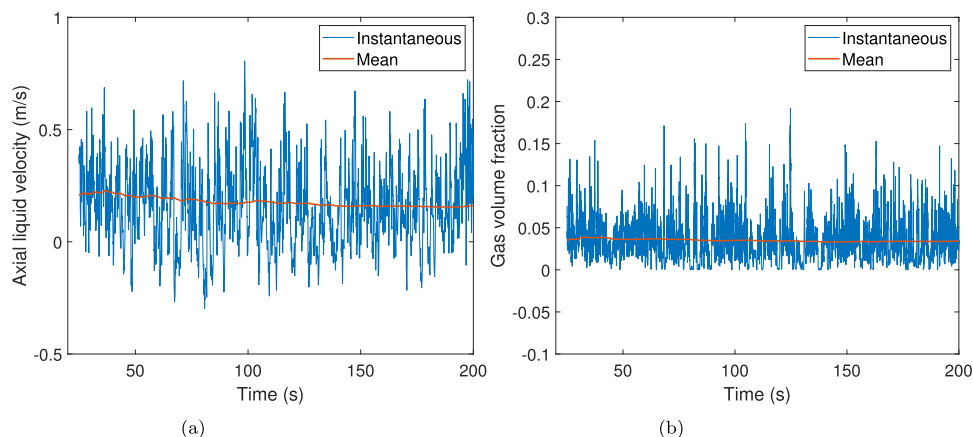 1
0.5
0
-0.5
Axial liquid velocity (m/s)
50
100
150
200
Time (s)
Instantaneous
Mean
(a)
0.3
0.25
0.2
0.15
0.1
0.05
0
-0.05
-0.1
Gas volume fraction
50
100
150
200
Time (s)
Instantaneous
Mean
(b)